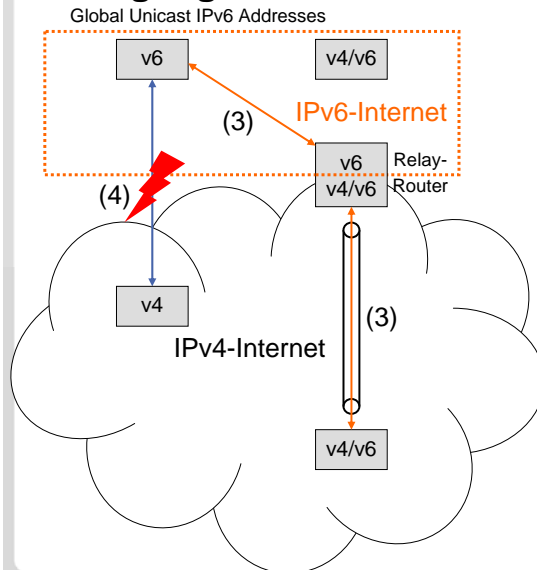 Global Unicast IPv6 Addresses
v6
v4/v6
IPv6-Internet
(3)
v6
v4/v6
Relay-
Router
(4)
v4
(3)
IPv4-Internet
v4/v6